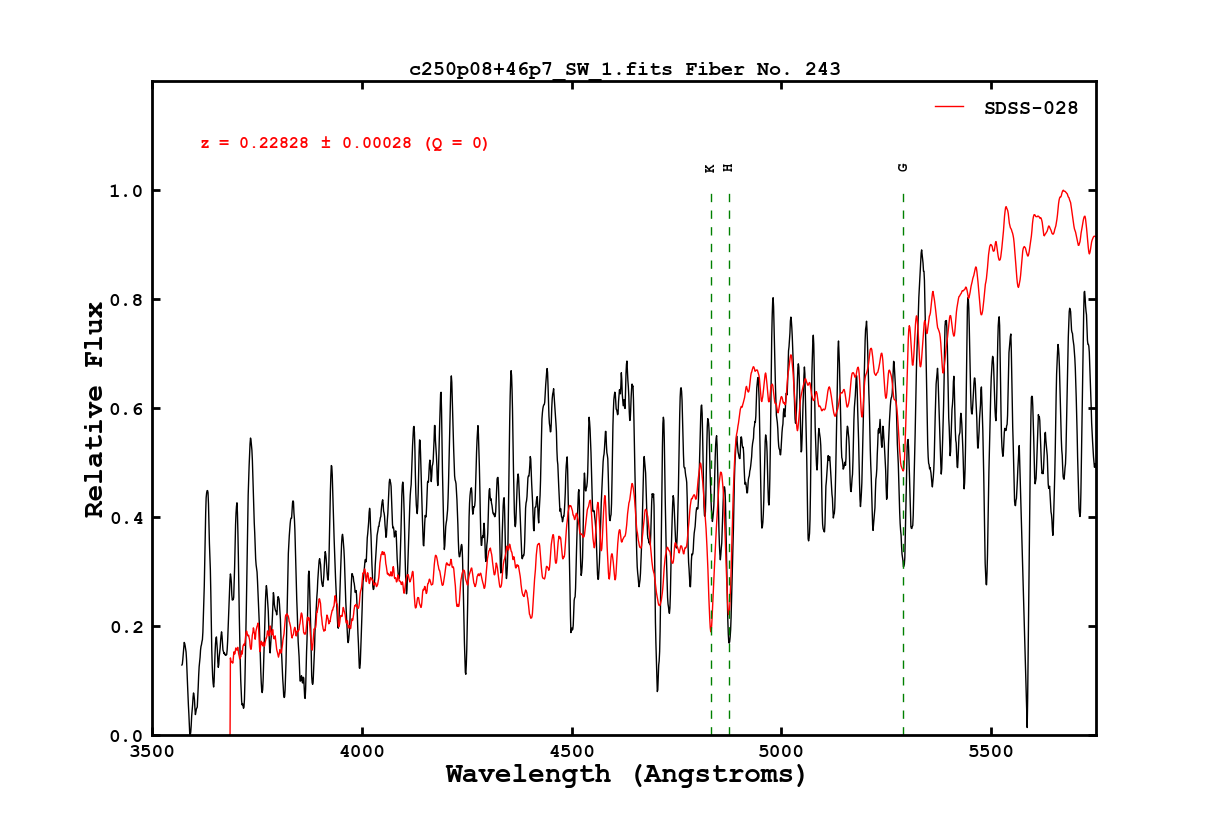 c250p08+46p7_SW_1.fits Fiber No. 243
SDSS-028
z = 0.22828 ± 0.00028 (Q = 0)
K H G
1.0
0.8
0.6
0.4
0.2
0.0
Relative Flux
3500 4000 4500 5000 5500
Wavelength (Angstroms)